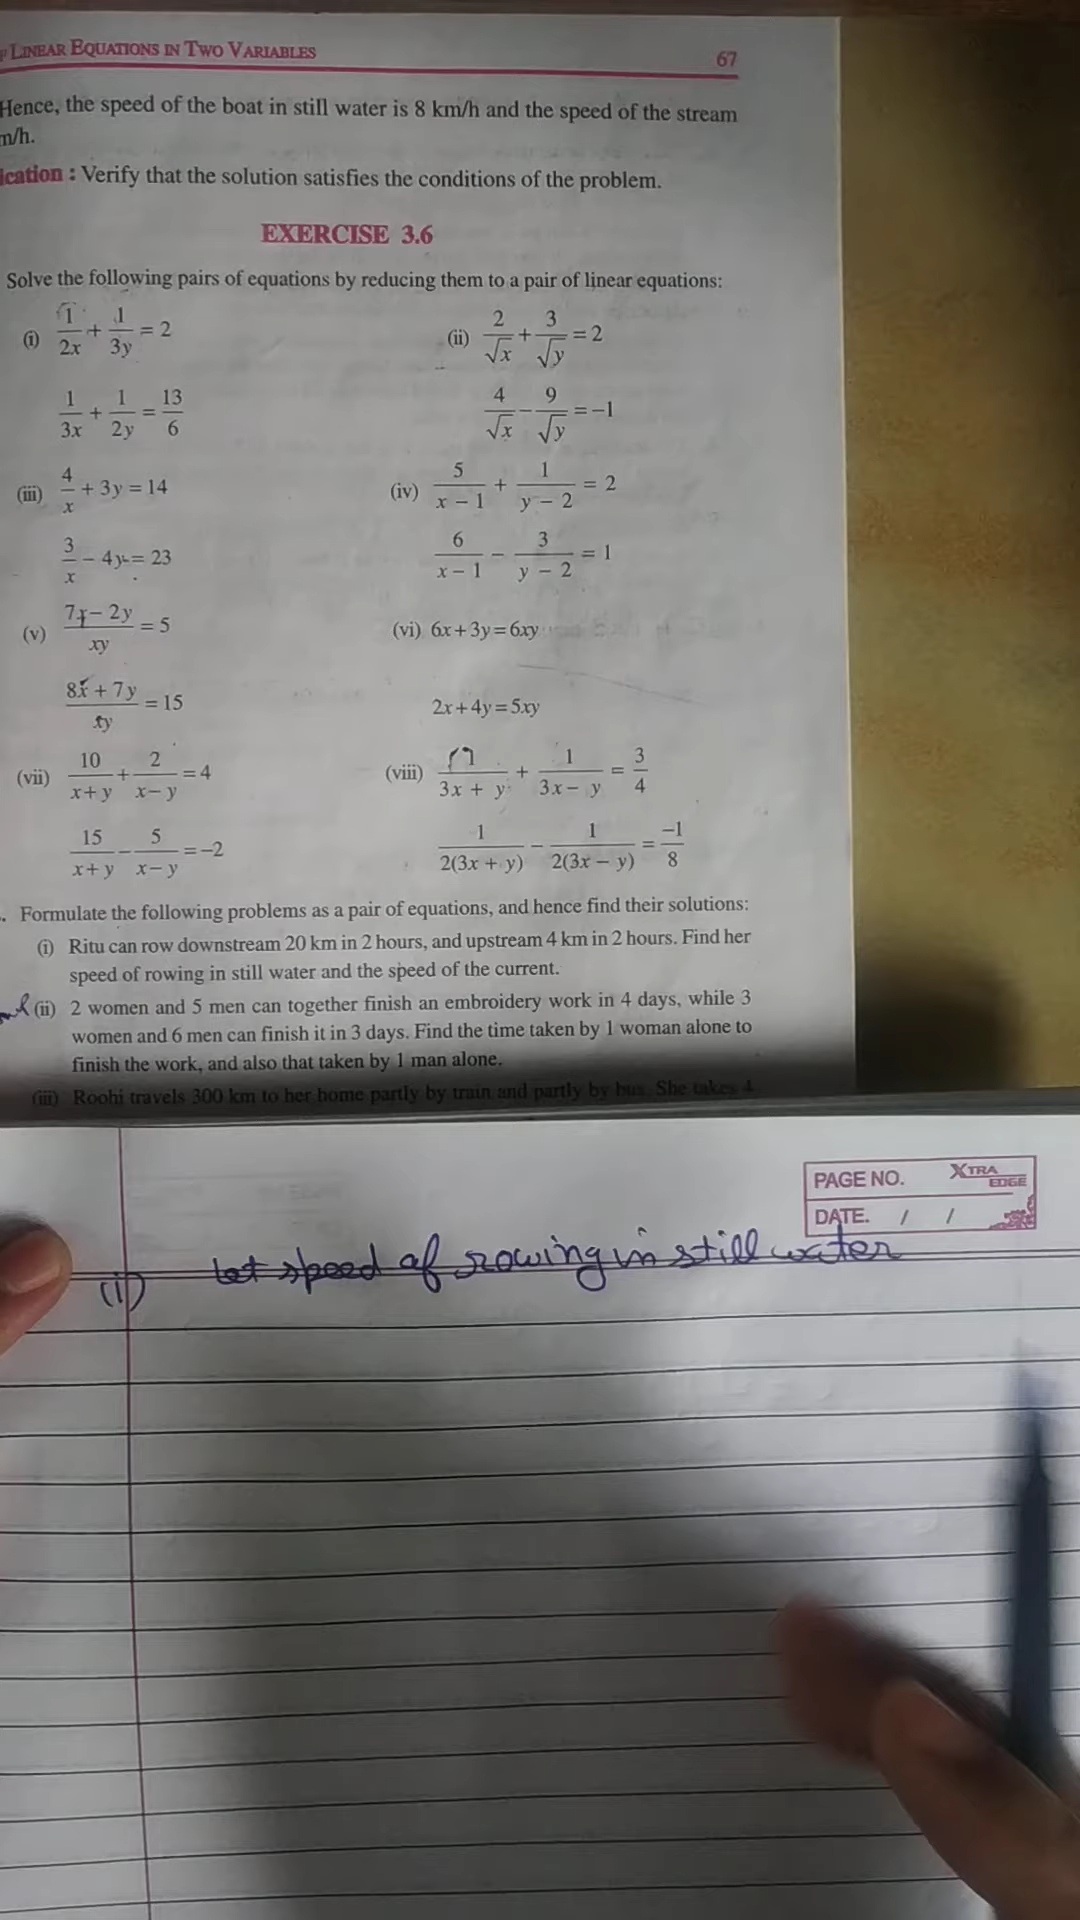 LINEAR EQUATIONS IN TWO VARIABLES 67
Hence, the speed of the boat in still water is 8 km/h and the speed of the stream
m/h.
ication : Verify that the solution satisfies the conditions of the problem.
EXERCISE 3.6
Solve the following pairs of equations by reducing them to a pair of linear equations:
(i) 1/2x + 1/3y = 2 (ii) 2/√x + 3/√y = 2
1/3x + 1/2y = 13/6 4/√x − 9/√y = −1
(iii) 4/x + 3y = 14 (iv) 5/(x − 1) + 1/(y − 2) = 2
3/x − 4y = 23 6/(x − 1) − 3/(y − 2) = 1
(v) (7x − 2y)/xy = 5 (vi) 6x + 3y = 6xy
(8x + 7y)/xy = 15 2x + 4y = 5xy
(vii) 10/(x+y) + 2/(x−y) = 4 (viii) 1/(3x + y) + 1/(3x − y) = 3/4
15/(x+y) − 5/(x−y) = −2 1/2(3x + y) − 1/2(3x − y) = −1/8
. Formulate the following problems as a pair of equations, and hence find their solutions:
(i) Ritu can row downstream 20 km in 2 hours, and upstream 4 km in 2 hours. Find her
speed of rowing in still water and the speed of the current.
(ii) 2 women and 5 men can together finish an embroidery work in 4 days, while 3
women and 6 men can finish it in 3 days. Find the time taken by 1 woman alone to
finish the work, and also that taken by 1 man alone.
(iii) Roohi travels 300 km to her home partly by train and partly by bus. She takes 4
PAGE NO. XTRA EDGE
DATE. / /
(i) let speed of rowing in still water